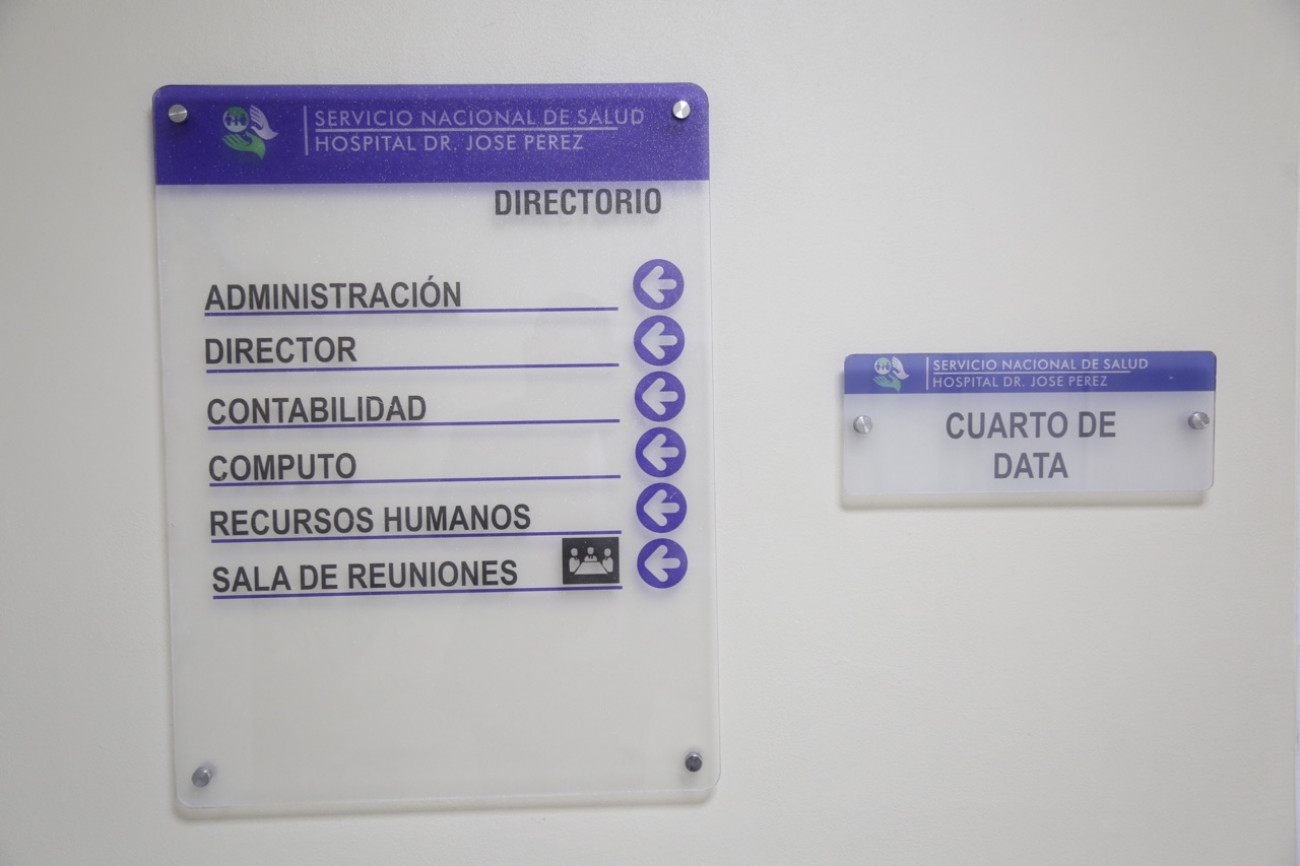 SERVICIO NACIONAL DE SALUD
HOSPITAL DR. JOSE PEREZ
DIRECTORIO
ADMINISTRACIÓN
DIRECTOR
CONTABILIDAD
COMPUTO
RECURSOS HUMANOS
SALA DE REUNIONES
SERVICIO NACIONAL DE SALUD
HOSPITAL DR. JOSE PEREZ
CUARTO DE
DATA